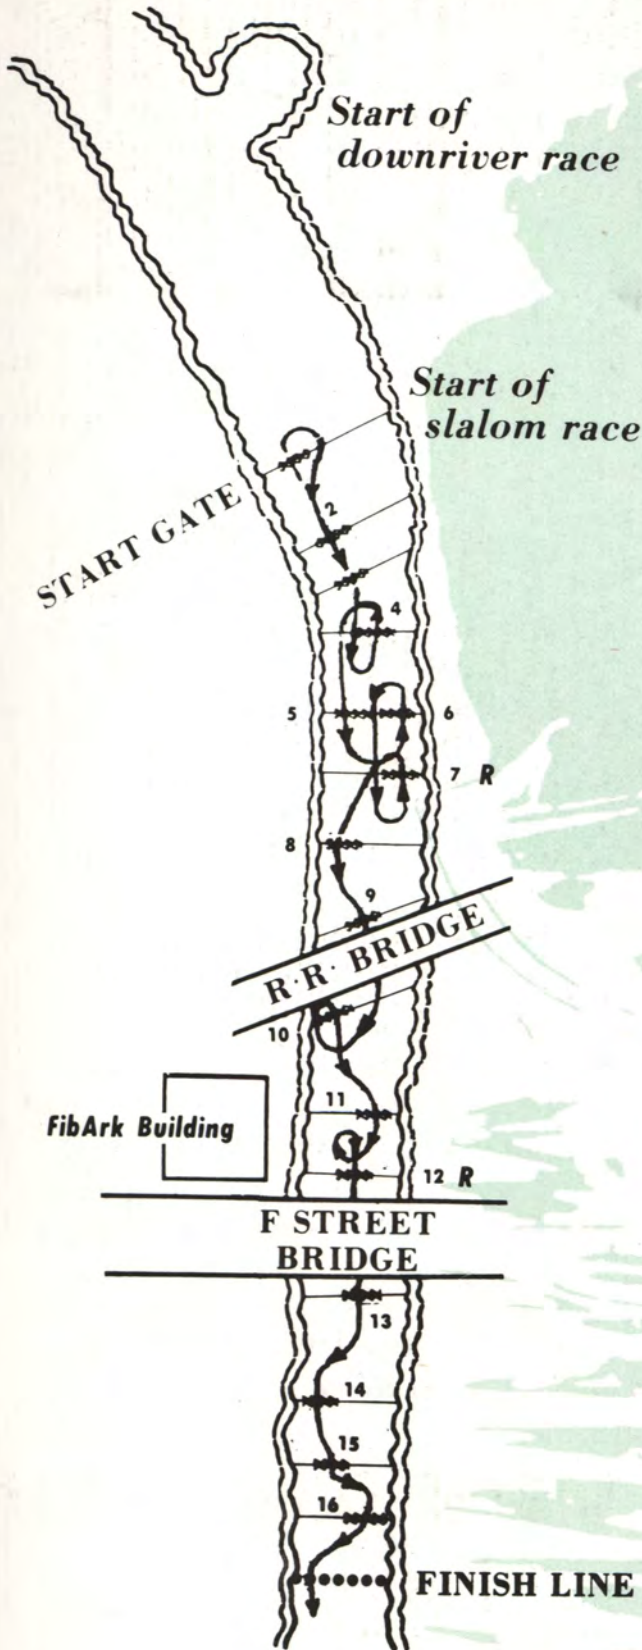 Start of
downriver race
Start of
slalom race
START GATE
2
4
5
6
7 R
8
9
R·R· BRIDGE
10
11
FibArk Building
12 R
F STREET
BRIDGE
13
14
15
16
FINISH LINE